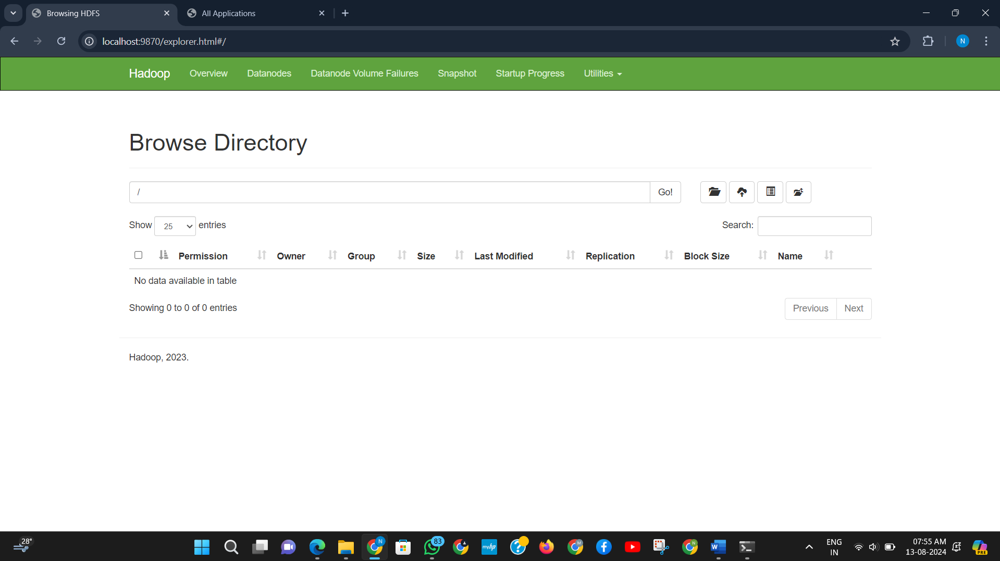 Browsing HDFS
All Applications
localhost:9870/explorer.html#/
N
Hadoop Overview Datanodes Datanode Volume Failures Snapshot Startup Progress Utilities
Browse Directory
/ Go!
Show 25 entries Search:
Permission Owner Group Size Last Modified Replication Block Size Name
No data available in table
Showing 0 to 0 of 0 entries Previous Next
Hadoop, 2023.
28°
N
83
myhp
?
M
N
W
ENG
IN
07:55 AM
13-08-2024
PRE